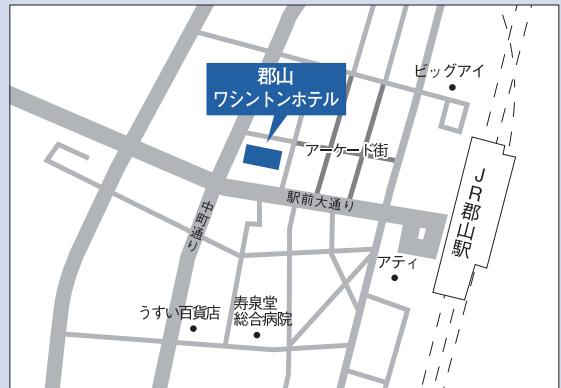 郡山
ワシントンホテル
ビッグアイ
アーケード街
JR郡山駅
駅前大通り
中町通り
アティ
うすい百貨店
寿泉堂
総合病院